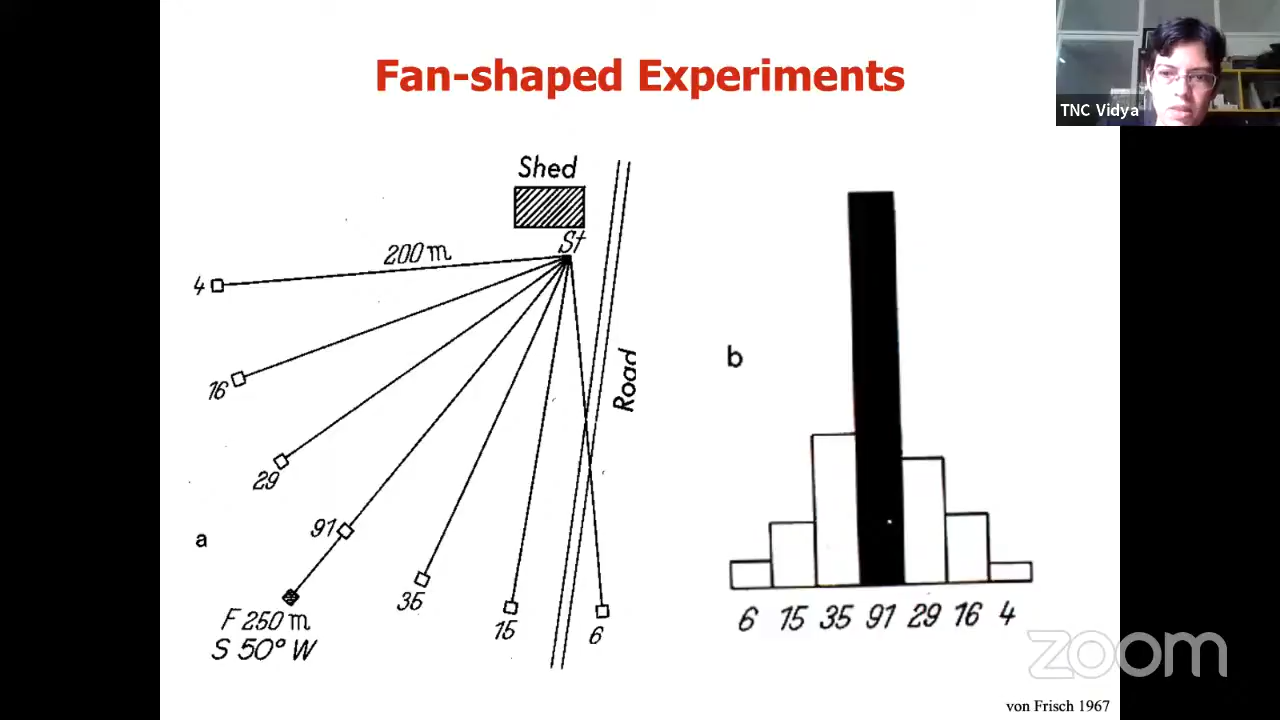 Fan-shaped Experiments
TNC Vidya
Shed
St
200 m
4
16
29
91
35
15
6
Road
a
F 250 m
S 50° W
b
6 15 35 91 29 16 4
zoom
von Frisch 1967